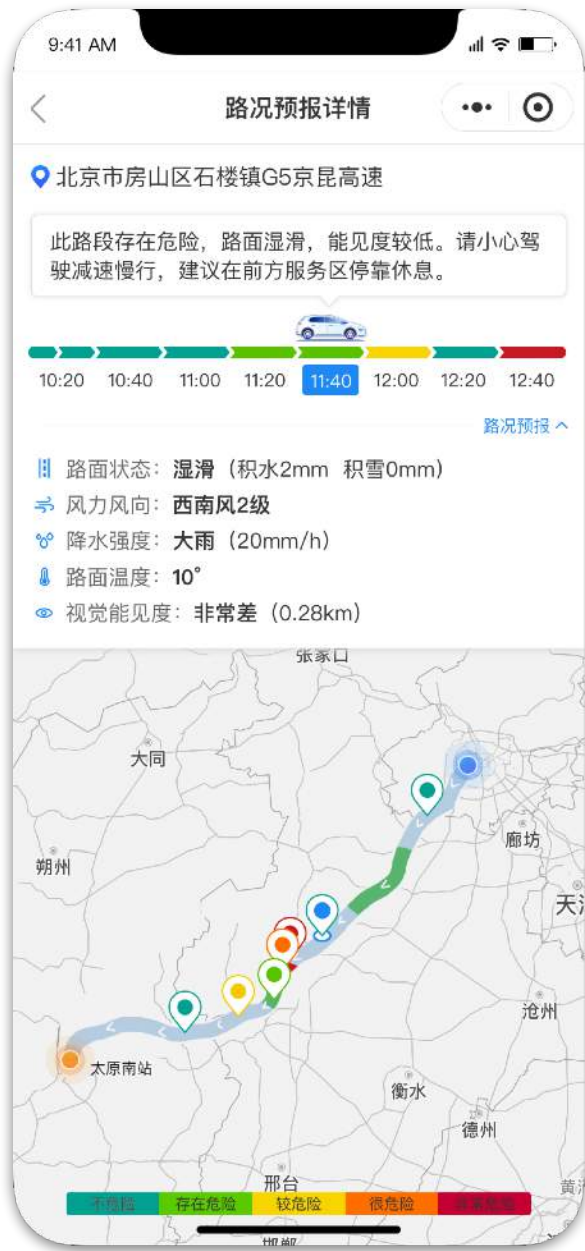 9:41 AM
路况预报详情
北京市房山区石楼镇G5京昆高速
此路段存在危险，路面湿滑，能见度较低。请小心驾
驶减速慢行，建议在前方服务区停靠休息。
10:20 10:40 11:00 11:20 11:40 12:00 12:20 12:40
路况预报
路面状态：湿滑（积水2mm 积雪0mm）
风力风向：西南风2级
降水强度：大雨（20mm/h）
路面温度：10°
视觉能见度：非常差（0.28km）
张家口
大同
廊坊
朔州
天津
沧州
太原南站
衡水
德州
邢台
黄
不危险 存在危险 较危险 很危险 非常危险
邯郸